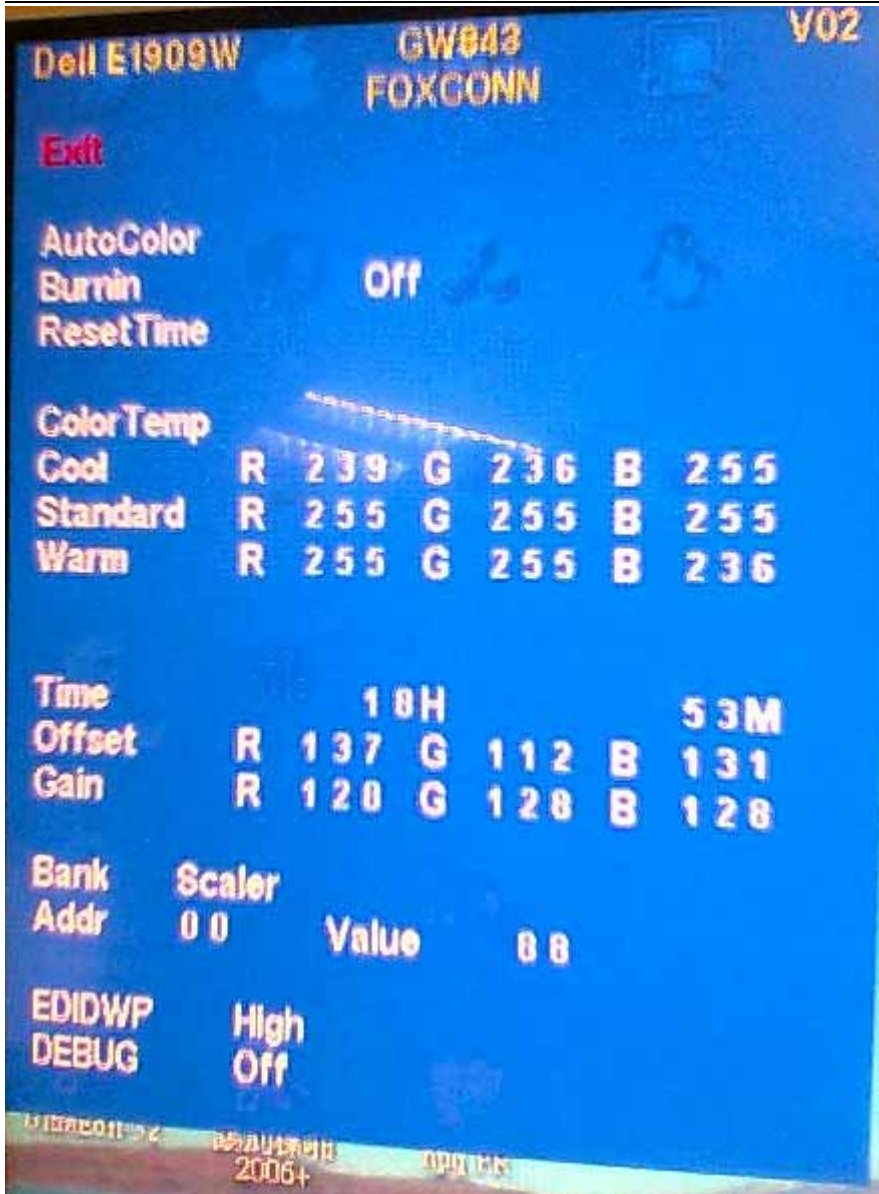 Dell E1909W GW843 V02
FOXCONN
Exit
AutoColor
Burnin Off
ResetTime
ColorTemp
Cool R 239 G 236 B 255
Standard R 255 G 255 B 255
Warm R 255 G 255 B 236
Time 18H 53M
Offset R 137 G 112 B 131
Gain R 128 G 128 B 128
Bank Scaler
Addr 00 Value 88
EDIDWP High
DEBUG Off
2006+